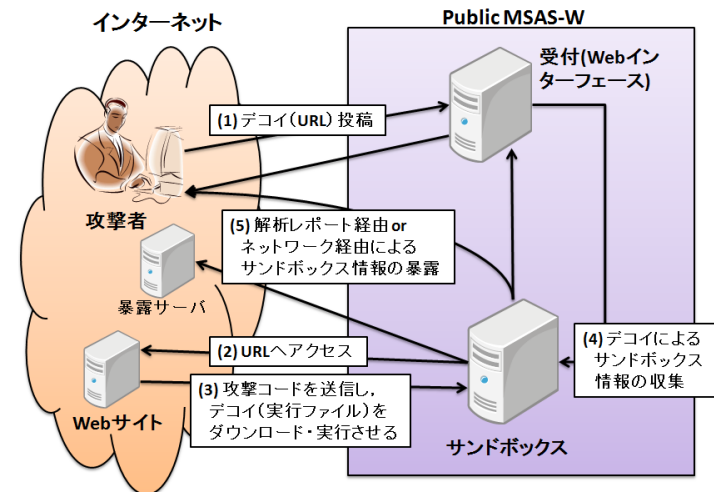 インターネット
Public MSAS-W
受付(Webイン
ターフェース)
(1) デコイ(URL) 投稿
攻撃者
(5) 解析レポート経由or
ネットワーク経由による
サンドボックス情報の暴露
暴露サーバ
(2) URLへアクセス
(4) デコイによる
サンドボックス
情報の収集
(3) 攻撃コードを送信し,
デコイ(実行ファイル)を
ダウンロード・実行させる
Webサイト
サンドボックス